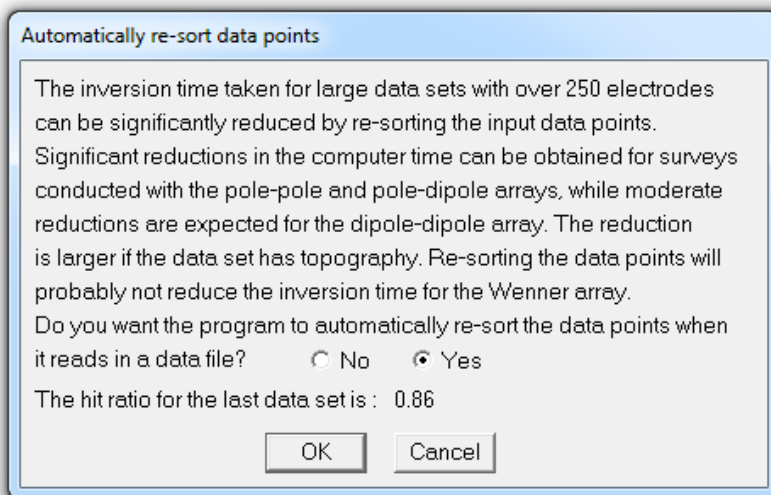 Automatically re-sort data points
The inversion time taken for large data sets with over 250 electrodes
can be significantly reduced by re-sorting the input data points.
Significant reductions in the computer time can be obtained for surveys
conducted with the pole-pole and pole-dipole arrays, while moderate
reductions are expected for the dipole-dipole array. The reduction
is larger if the data set has topography. Re-sorting the data points will
probably not reduce the inversion time for the Wenner array.
Do you want the program to automatically re-sort the data points when
it reads in a data file? No Yes
The hit ratio for the last data set is : 0.86
OK Cancel